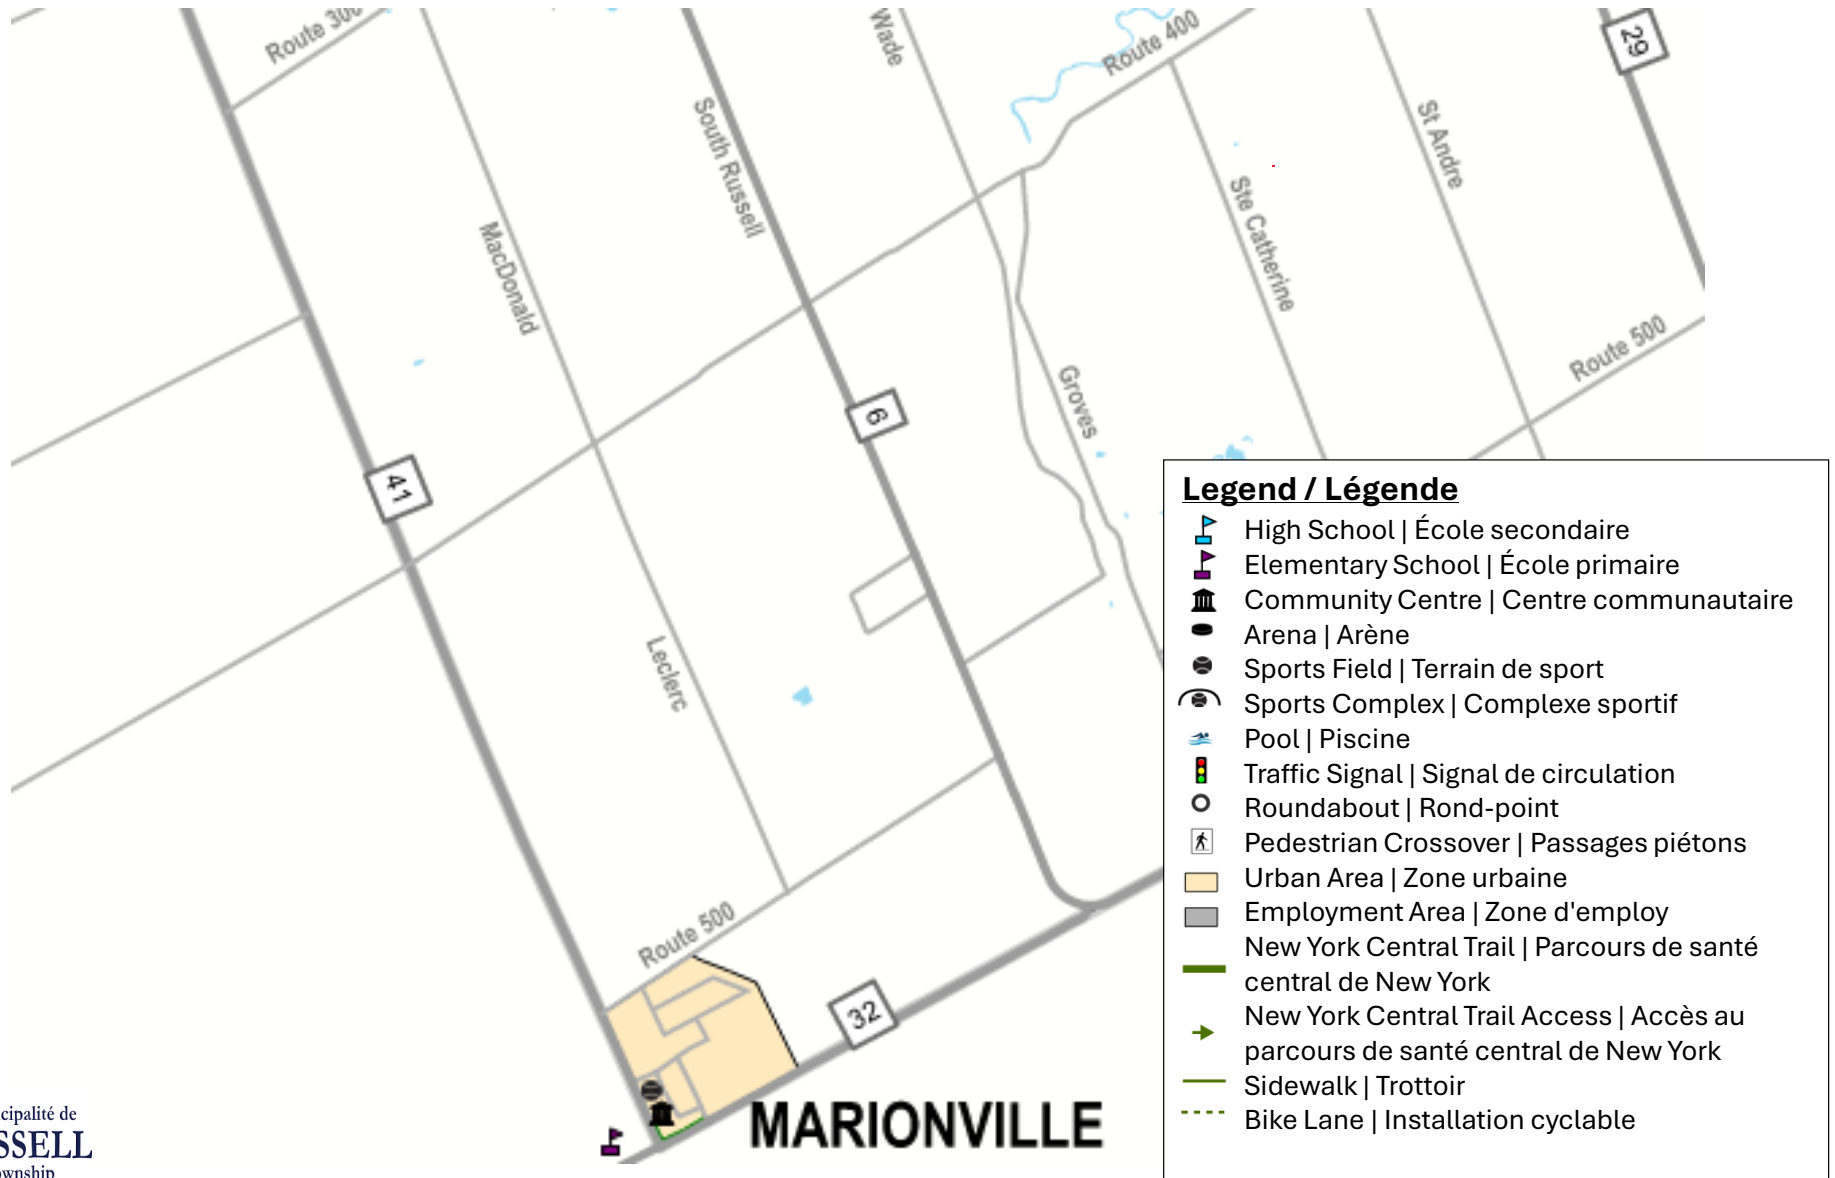 Route 300
Wade
Route 400
29
South Russell
St Andre
MacDonald
Ste Catherine
Route 500
Groves
6
41
Leclerc
Route 500
32
MARIONVILLE
Legend / Légende
High School | École secondaire
Elementary School | École primaire
Community Centre | Centre communautaire
Arena | Arène
Sports Field | Terrain de sport
Sports Complex | Complexe sportif
Pool | Piscine
Traffic Signal | Signal de circulation
Roundabout | Rond-point
Pedestrian Crossover | Passages piétons
Urban Area | Zone urbaine
Employment Area | Zone d'employ
New York Central Trail | Parcours de santé
central de New York
New York Central Trail Access | Accès au
parcours de santé central de New York
Sidewalk | Trottoir
Bike Lane | Installation cyclable
cipalité de
SSELL
ownship